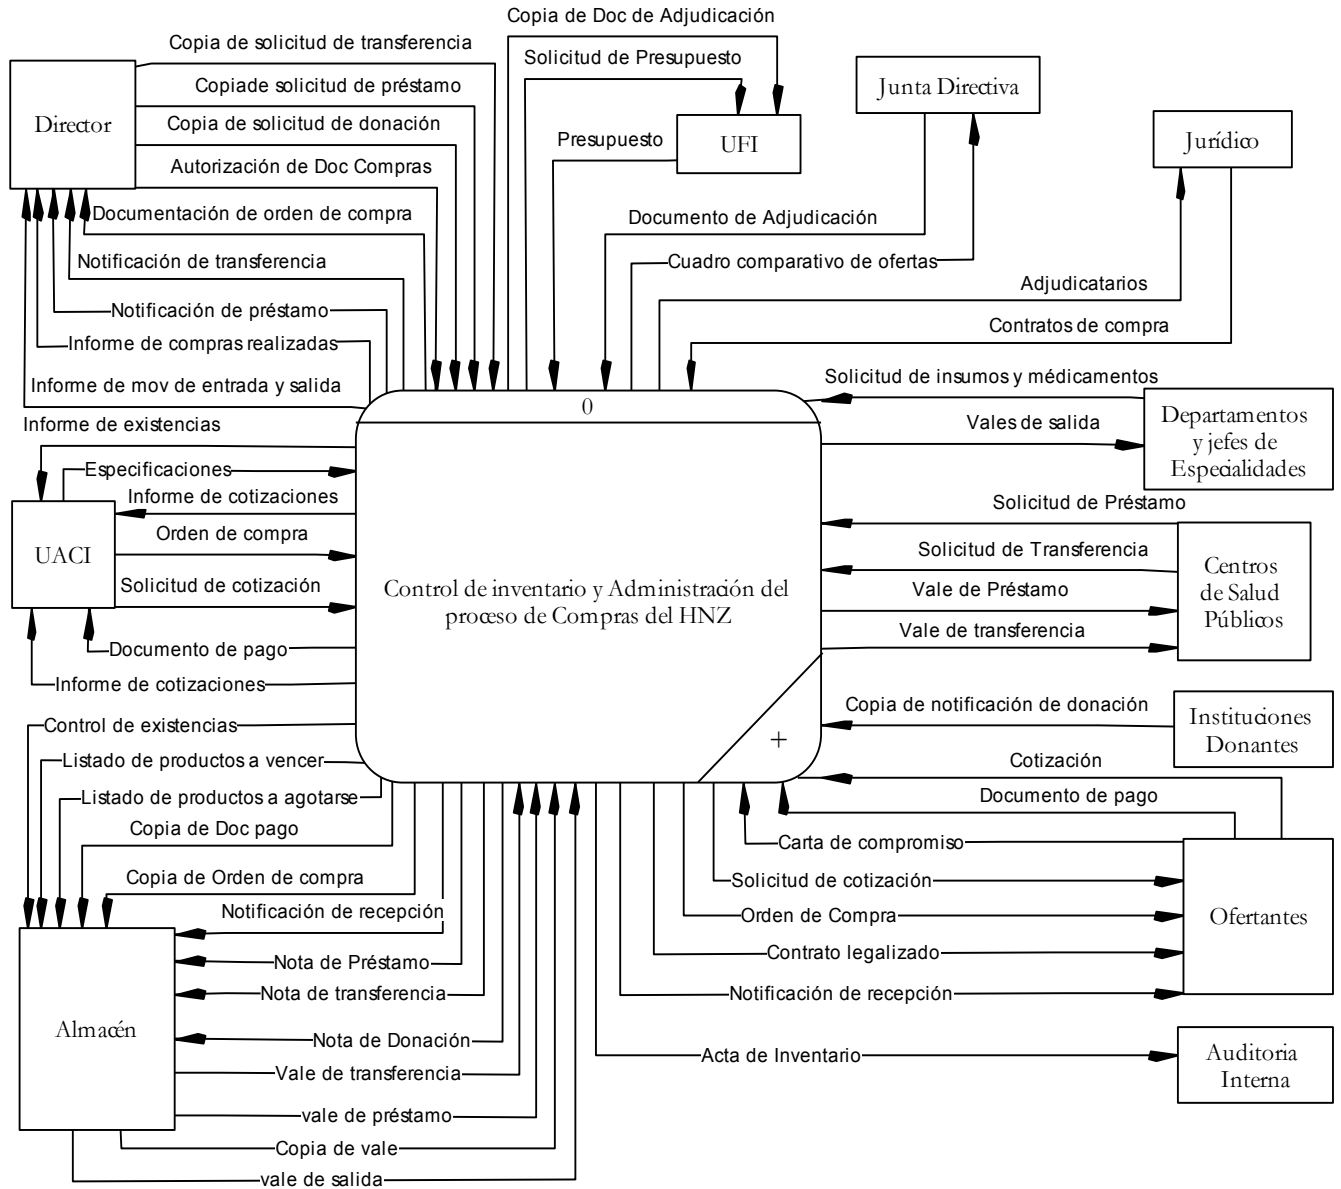 Copia de Doc de Adjudicación
Copia de solicitud de transferencia
Solicitud de Presupuesto
Copiade solicitud de préstamo
Junta Directiva
Director
Copia de solicitud de donación
UFI
Presupuesto
Jurídico
Autorización de Doc Compras
Documentación de orden de compra
Documento de Adjudicación
Notificación de transferencia
Cuadro comparativo de ofertas
Adjudicatarios
Notificación de préstamo
Contratos de compra
Informe de compras realizadas
Informe de mov de entrada y salida
Solicitud de insumos y médicamentos
0
Informe de existencias
Vales de salida
Departamentos
y jefes de
Especialidades
Especificaciones
Informe de cotizaciones
Solicitud de Préstamo
Orden de compra
UACI
Solicitud de Transferencia
Solicitud de cotización
Vale de Préstamo
Centros
de Salud
Públicos
Control de inventario y Administración del
proceso de Compras del HNZ
Vale de transferencia
Documento de pago
Informe de cotizaciones
Control de existencias
Copia de notificación de donación
Instituciones
Donantes
+
Listado de productos a vencer
Cotización
Listado de productos a agotarse
Documento de pago
Copia de Doc pago
Carta de compromiso
Copia de Orden de compra
Solicitud de cotización
Notificación de recepción
Orden de Compra
Ofertantes
Nota de Préstamo
Contrato legalizado
Nota de transferencia
Notificación de recepción
Almacén
Nota de Donación
Acta de Inventario
Auditoria
Interna
Vale de transferencia
vale de préstamo
Copia de vale
vale de salida